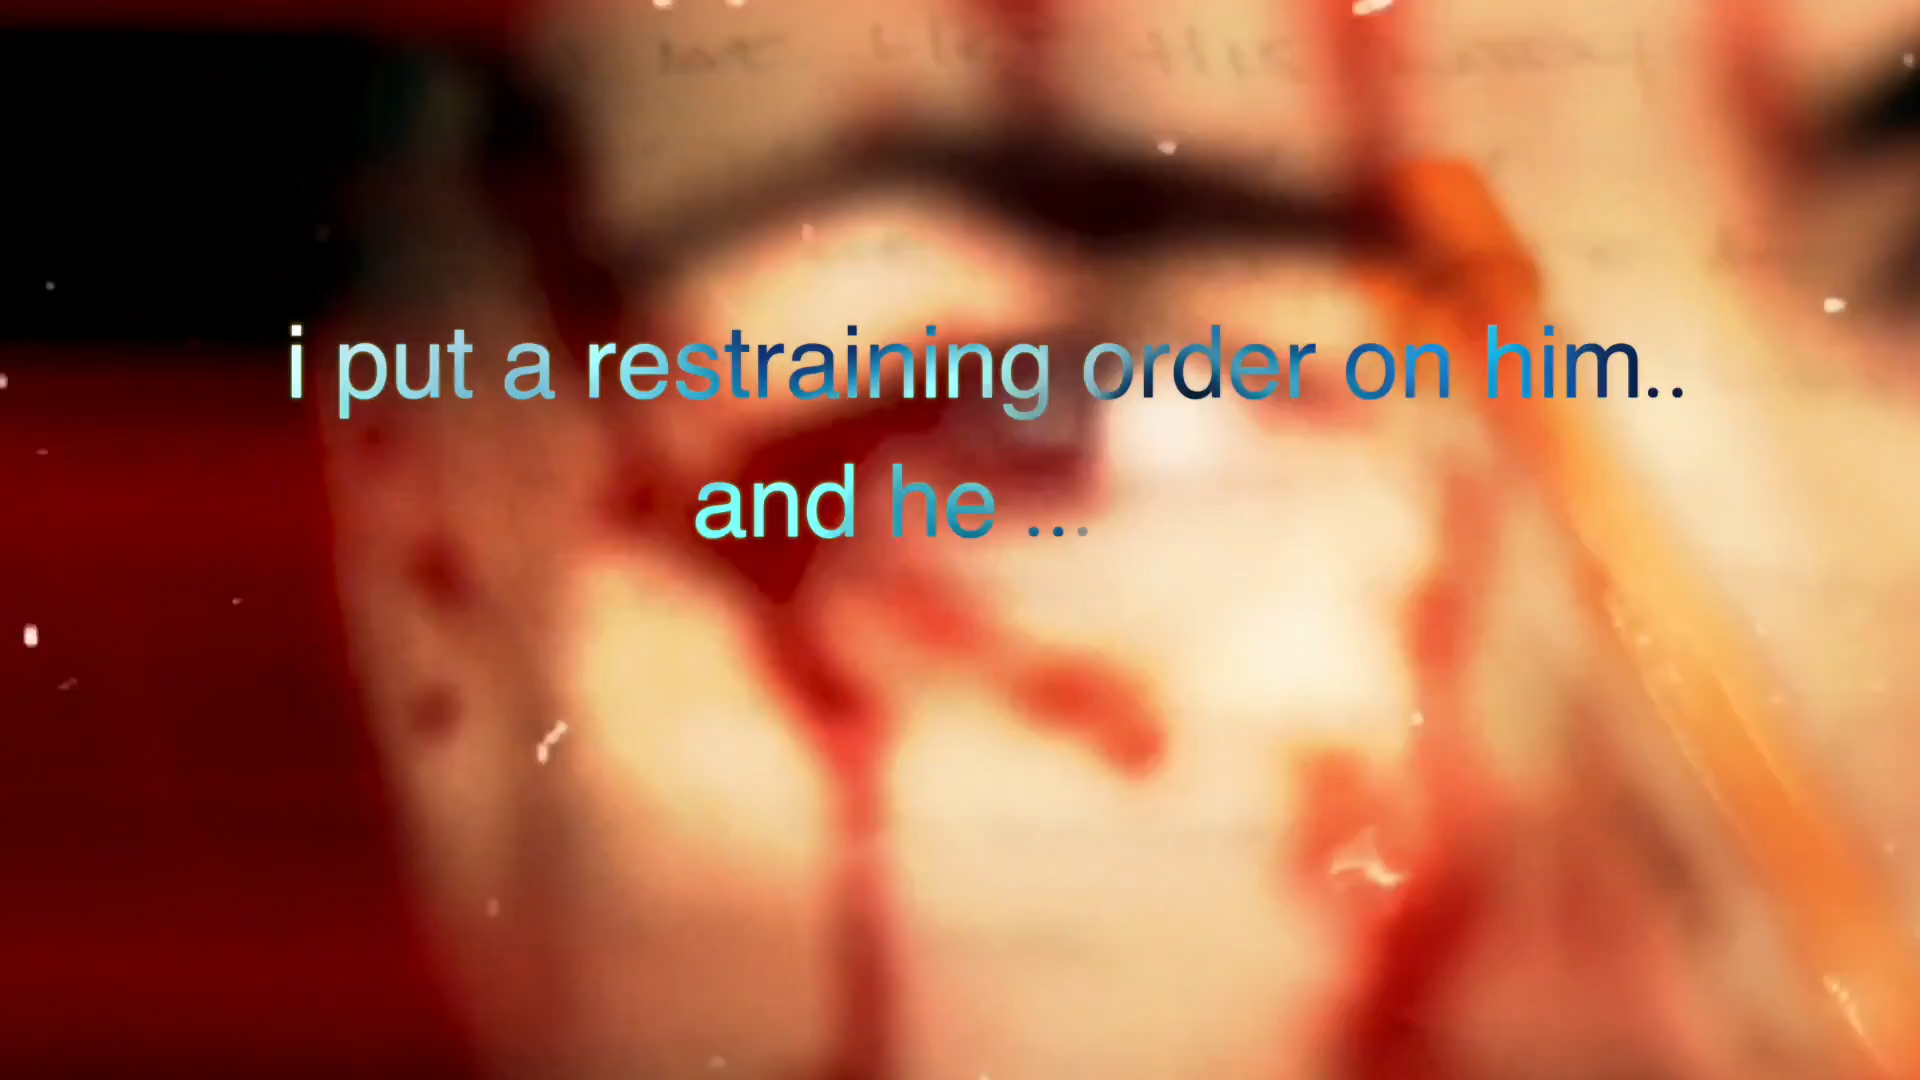 i put a restraining order on him..
and he ...